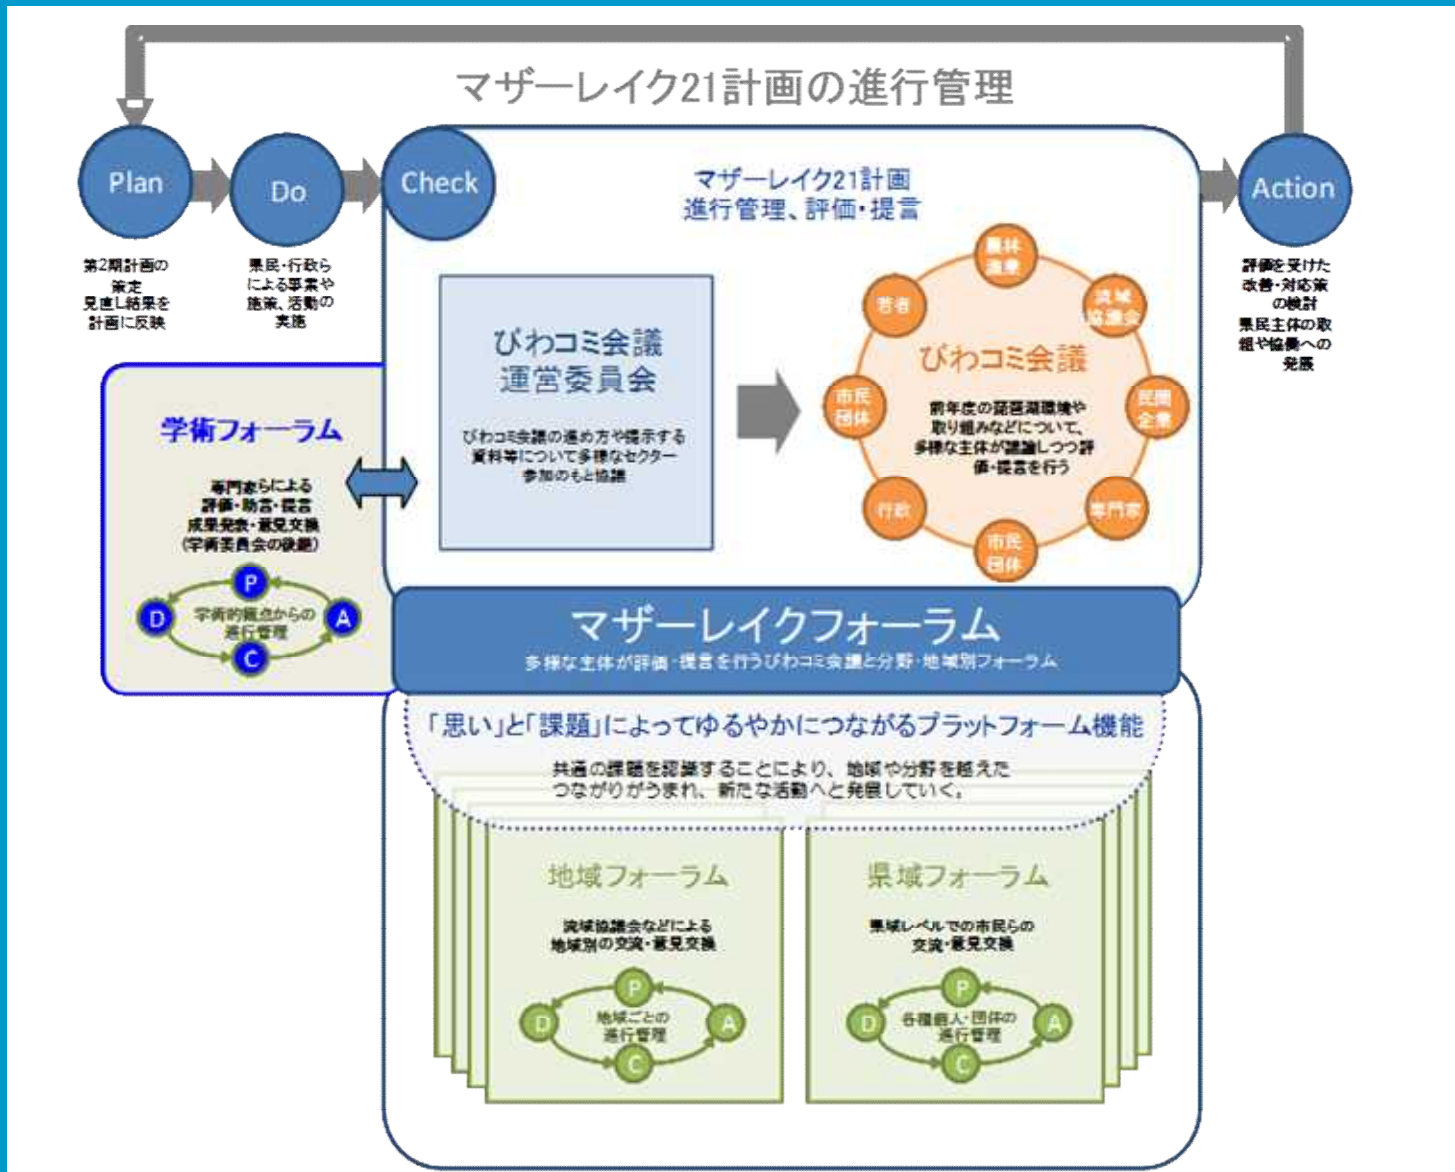 マザーレイク21計画の進行管理
Plan
Do
Check
Action
第2期計画の
策定
見直し結果を
計画に反映
県民・行政ら
による事業や
施策、活動の
実施
マザーレイク21計画
進行管理、評価・提言
評価を受けた
改善・対応策
の検討
県民主体の取
組や協働への
発展
びわコミ会議
運営委員会
びわコミ会議の進め方や提示する
資料等について多様なセクター
参加のもと協議
農林
漁業
流域
協議会
民間
企業
専門家
市民
団体
行政
市民
団体
若者
びわコミ会議
前年度の琵琶湖環境や
取り組みなどについて、
多様な主体が議論しつつ評
価・提言を行う
学術フォーラム
専門家らによる
評価・助言・提言
成果発表・意見交換
(学術委員会の後継)
P
D
A
C
学術的観点からの
進行管理
マザーレイクフォーラム
多様な主体が評価・提言を行うびわコミ会議と分野・地域別フォーラム
「思い」と「課題」によってゆるやかにつながるプラットフォーム機能
共通の課題を認識することにより、地域や分野を越えた
つながりがうまれ、新たな活動へと発展していく。
地域フォーラム
流域協議会などによる
地域別の交流・意見交換
P
D
A
C
地域ごとの
進行管理
県域フォーラム
県域レベルでの市民らの
交流・意見交換
P
D
A
C
各種個人・団体の
進行管理